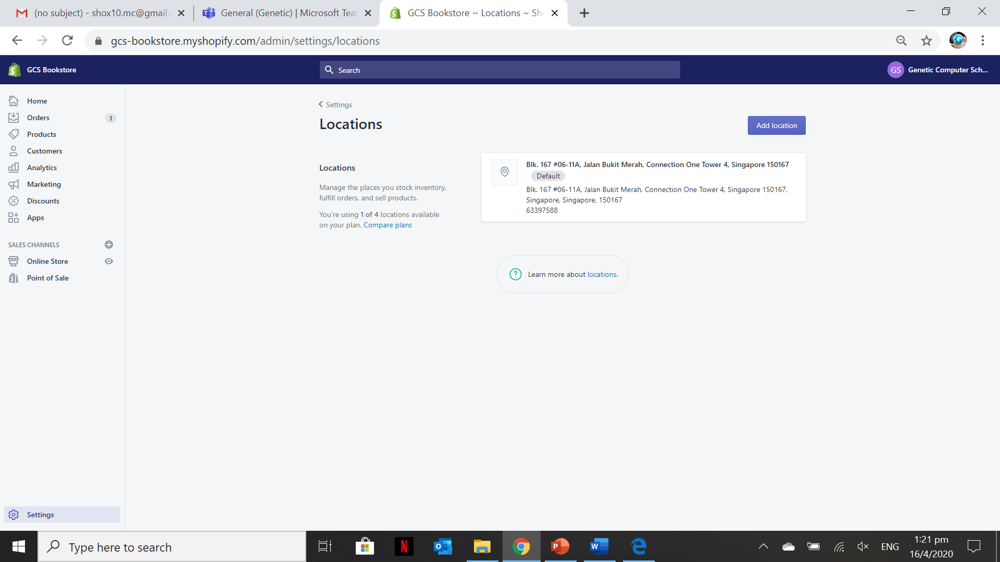 (no subject) - shox10.mc@gmail.
General (Genetic) | Microsoft Tea
GCS Bookstore ~ Locations ~ Sh
gcs-bookstore.myshopify.com/admin/settings/locations
GCS Bookstore
Search
GS
Genetic Computer Sch...
Home
Orders
1
Products
Customers
Analytics
Marketing
Discounts
Apps
SALES CHANNELS
Online Store
Point of Sale
Settings
Settings
Locations
Add location
Locations
Manage the places you stock inventory,
fulfill orders, and sell products.
You're using 1 of 4 locations available
on your plan. Compare plans
Blk. 167 #06-11A, Jalan Bukit Merah, Connection One Tower 4, Singapore 150167
Default
Blk. 167 #06-11A, Jalan Bukit Merah, Connection One Tower 4, Singapore 150167,
Singapore, Singapore, 150167
63397588
Learn more about locations.
Type here to search
ENG
1:21 pm
16/4/2020